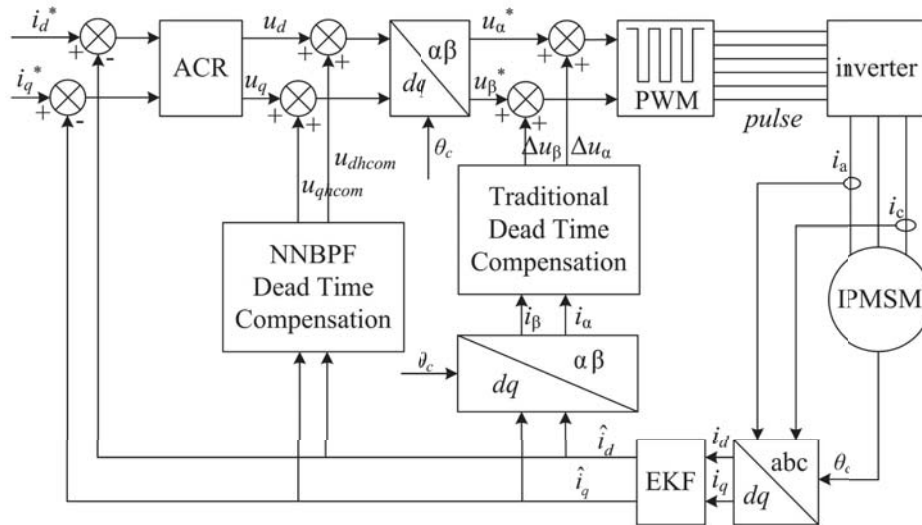 i_d*
u_d
u_α*
ACR
αβ
dq
PWM
inverter
i_q*
u_q
u_β*
pulse
u_dhcom
u_qhcom
θ_c
Δu_β
Δu_α
i_a
i_c
NNBPF
Dead Time
Compensation
Traditional
Dead Time
Compensation
IPMSM
i_β
i_α
αβ
dq
î_d
î_q
EKF
i_d
i_q
abc
dq
θ_c